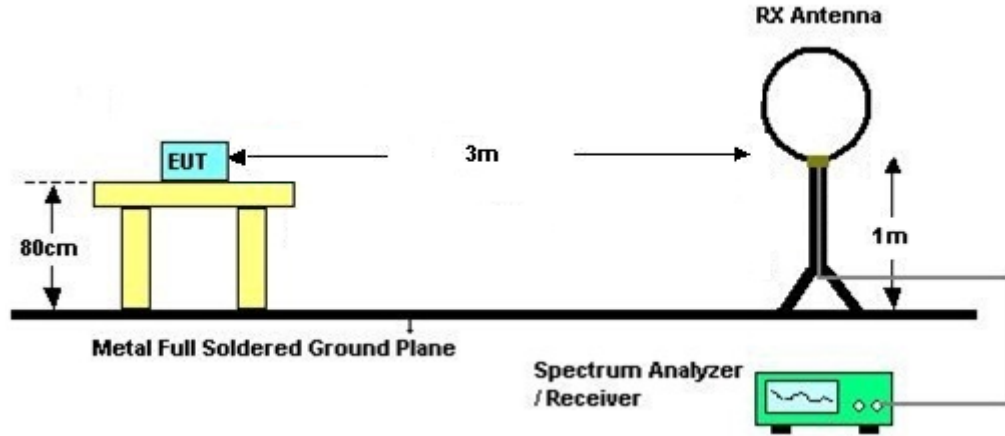 RX Antenna
EUT
3m
80cm
1m
Metal Full Soldered Ground Plane
Spectrum Analyzer
/ Receiver